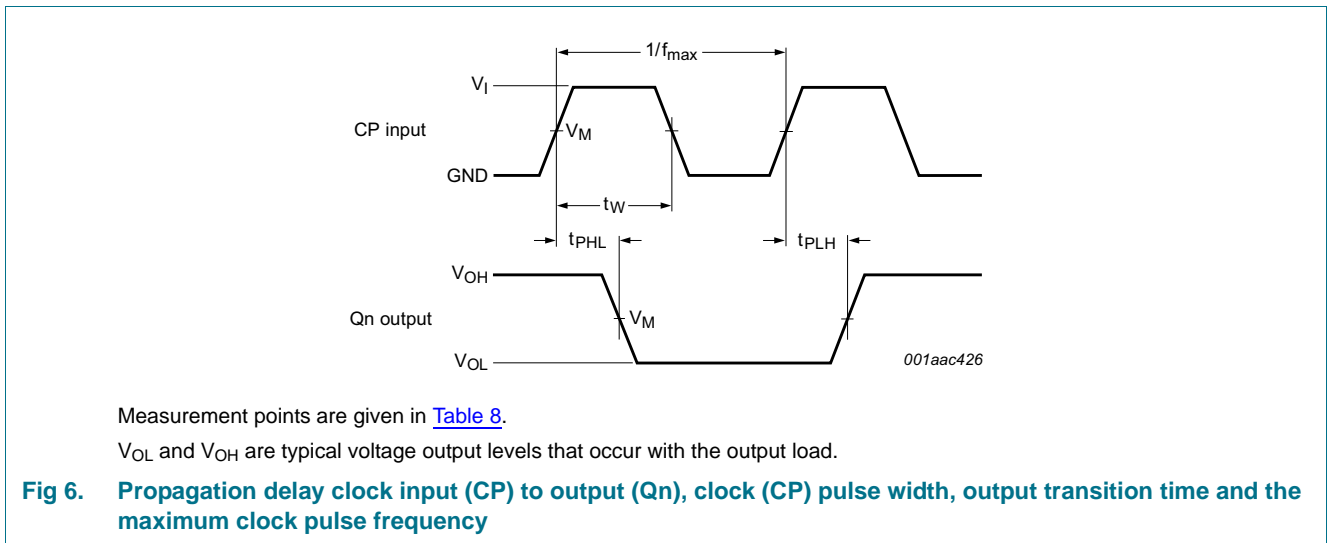 1/fmax
VI
CP input
VM
GND
tW
tPHL
tPLH
VOH
Qn output
VM
VOL
001aac426
Measurement points are given in Table 8.
VOL and VOH are typical voltage output levels that occur with the output load.
Fig 6. Propagation delay clock input (CP) to output (Qn), clock (CP) pulse width, output transition time and the
maximum clock pulse frequency